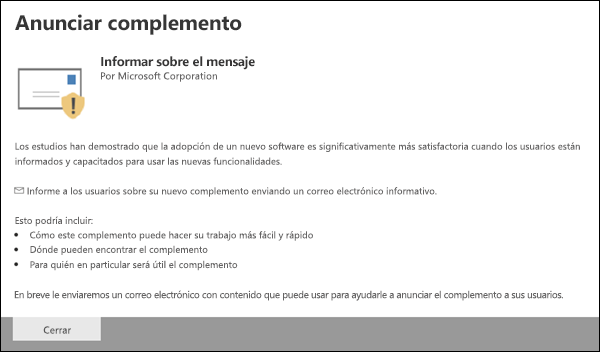 Anunciar complemento
Informar sobre el mensaje
Por Microsoft Corporation
Los estudios han demostrado que la adopción de un nuevo software es significativamente más satisfactoria cuando los usuarios están
informados y capacitados para usar las nuevas funcionalidades.
Informe a los usuarios sobre su nuevo complemento enviando un correo electrónico informativo.
Esto podría incluir:
• Cómo este complemento puede hacer su trabajo más fácil y rápido
• Dónde pueden encontrar el complemento
• Para quién en particular será útil el complemento
En breve le enviaremos un correo electrónico con contenido que puede usar para ayudarle a anunciar el complemento a sus usuarios.
Cerrar